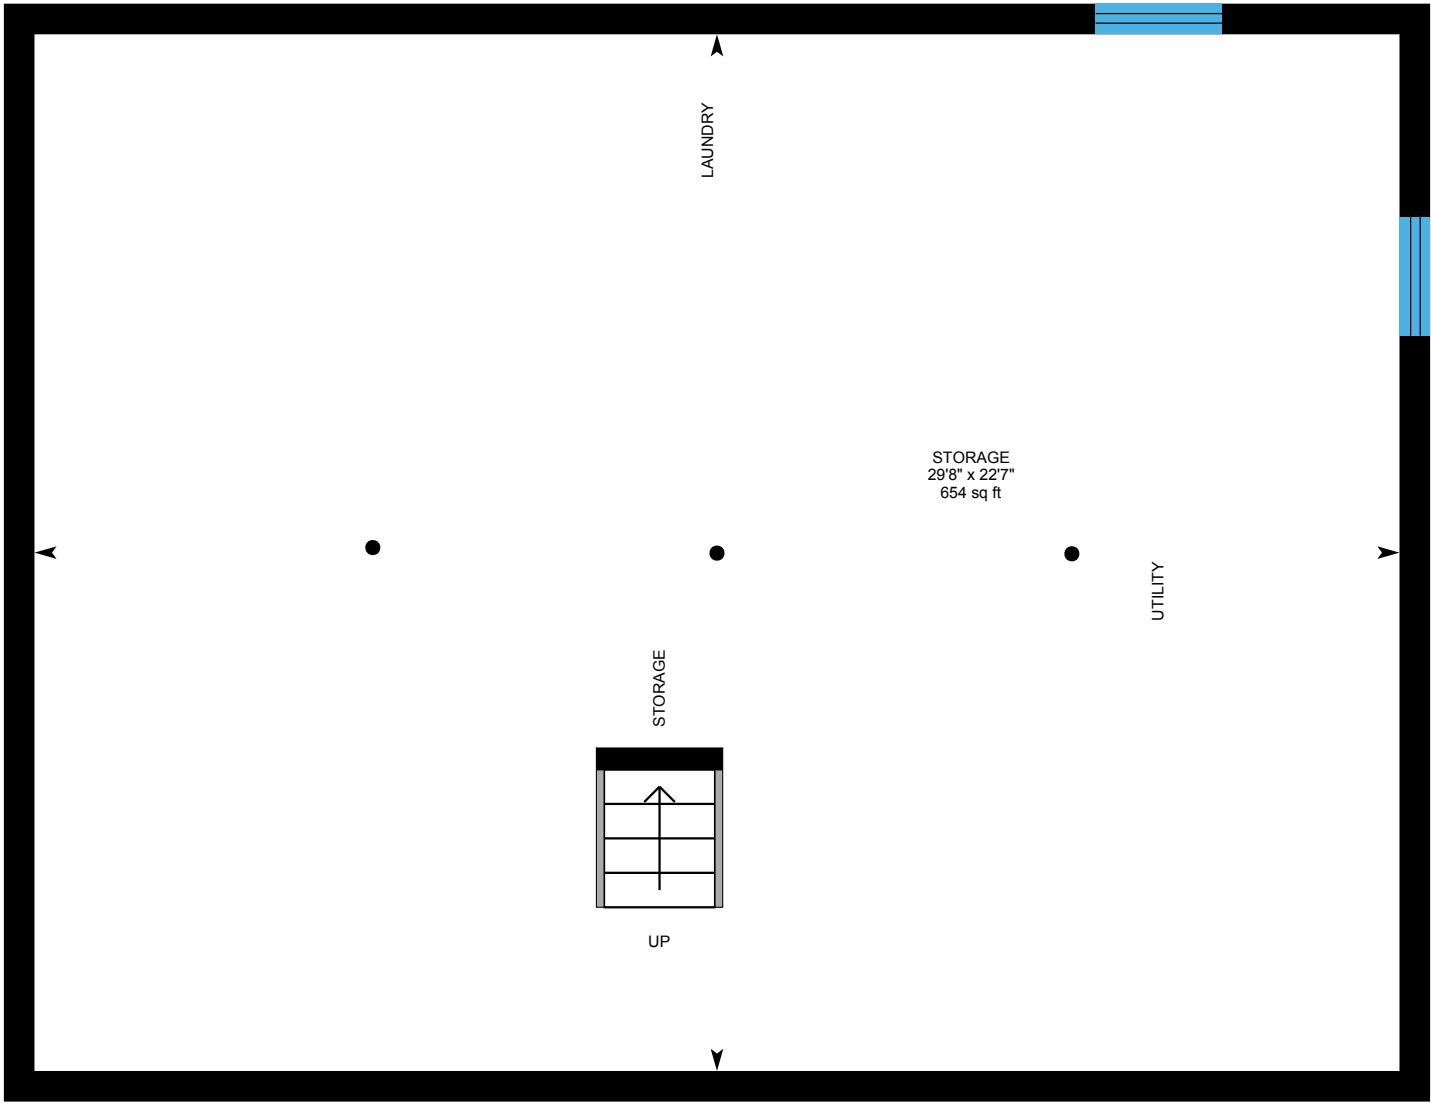 LAUNDRY
STORAGE
29'8" x 22'7"
654 sq ft
UTILITY
STORAGE
UP